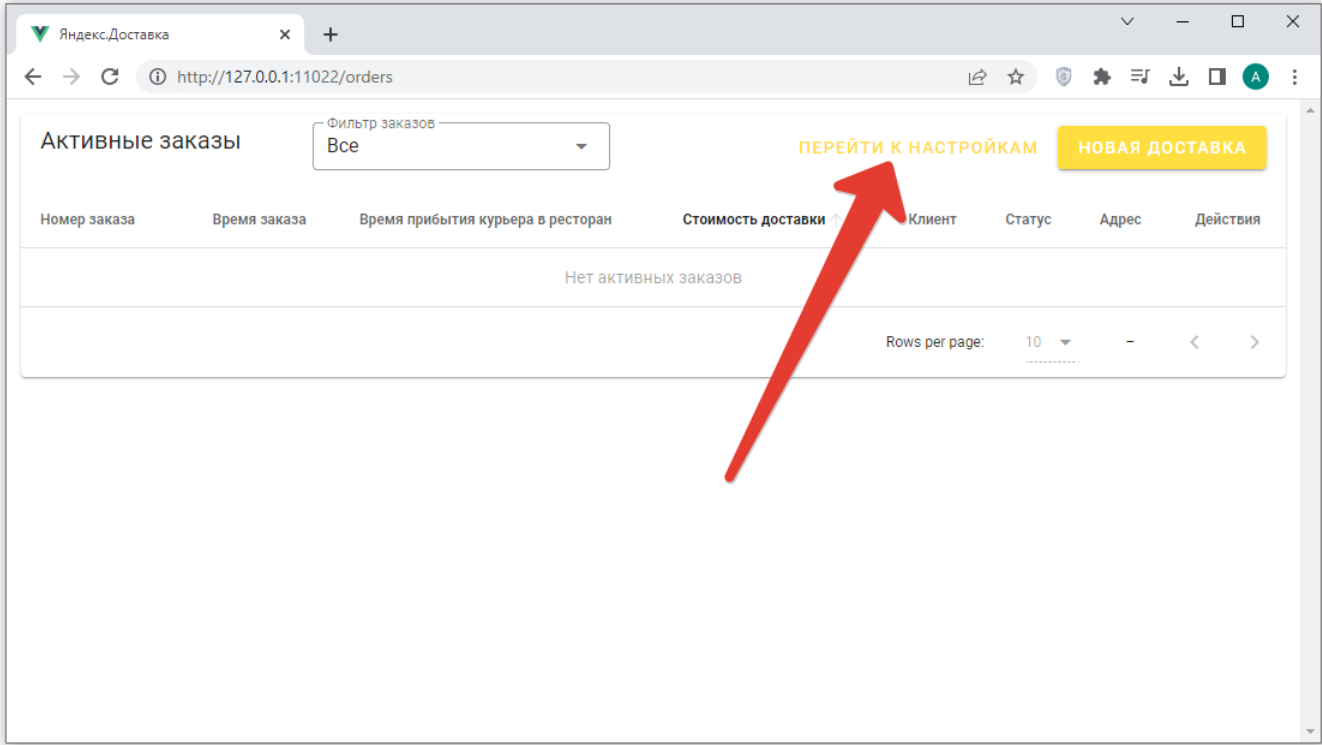 Яндекс.Доставка
http://127.0.0.1:11022/orders
A
Активные заказы
Фильтр заказов
Все
ПЕРЕЙТИ К НАСТРОЙКАМ
НОВАЯ ДОСТАВКА
Номер заказа Время заказа Время прибытия курьера в ресторан Стоимость доставки Клиент Статус Адрес Действия
Нет активных заказов
Rows per page: 10 –